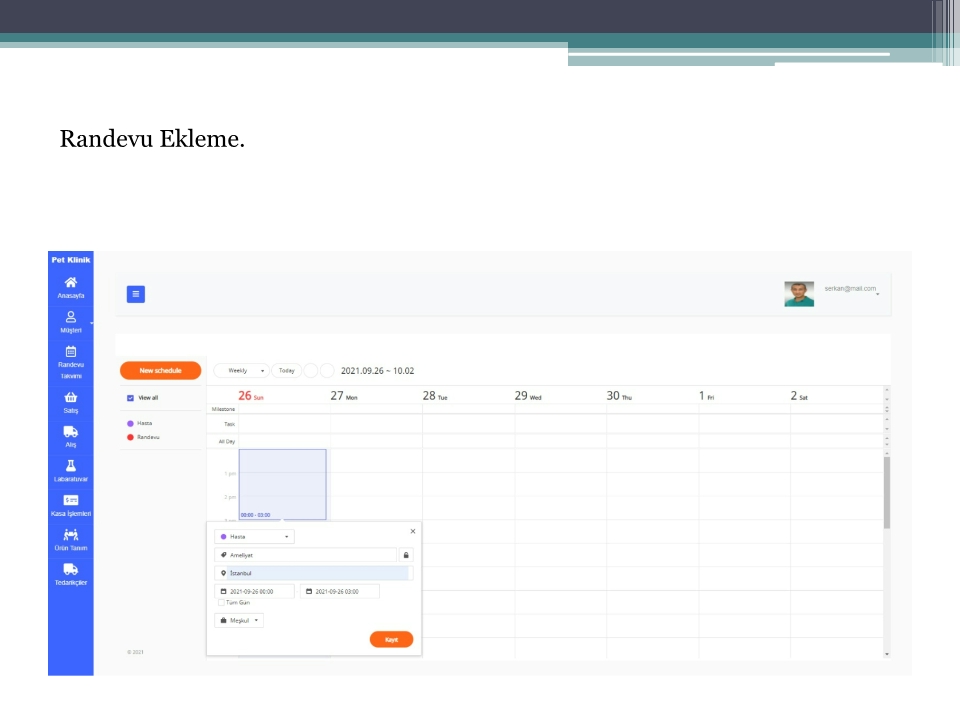 Randevu Ekleme.
Pet Klinik
Anasayfa
Müşteri
Randevu
Takvimi
Satış
Alış
Labaratuvar
Kasa İşlemleri
Ürün Tanım
Tedarikçiler
serkan@mail.com
New schedule
Weekly
Today
2021.09.26 ~ 10.02
View all
Hasta
Randevu
26 Sun
27 Mon
28 Tue
29 Wed
30 Thu
1 Fri
2 Sat
Milestone
Task
All Day
1 pm
2 pm
00:00 - 03:00
Hasta
Ameliyat
İstanbul
2021-09-26 00:00
2021-09-26 03:00
Tüm Gün
Meşkul
Kayıt
© 2021